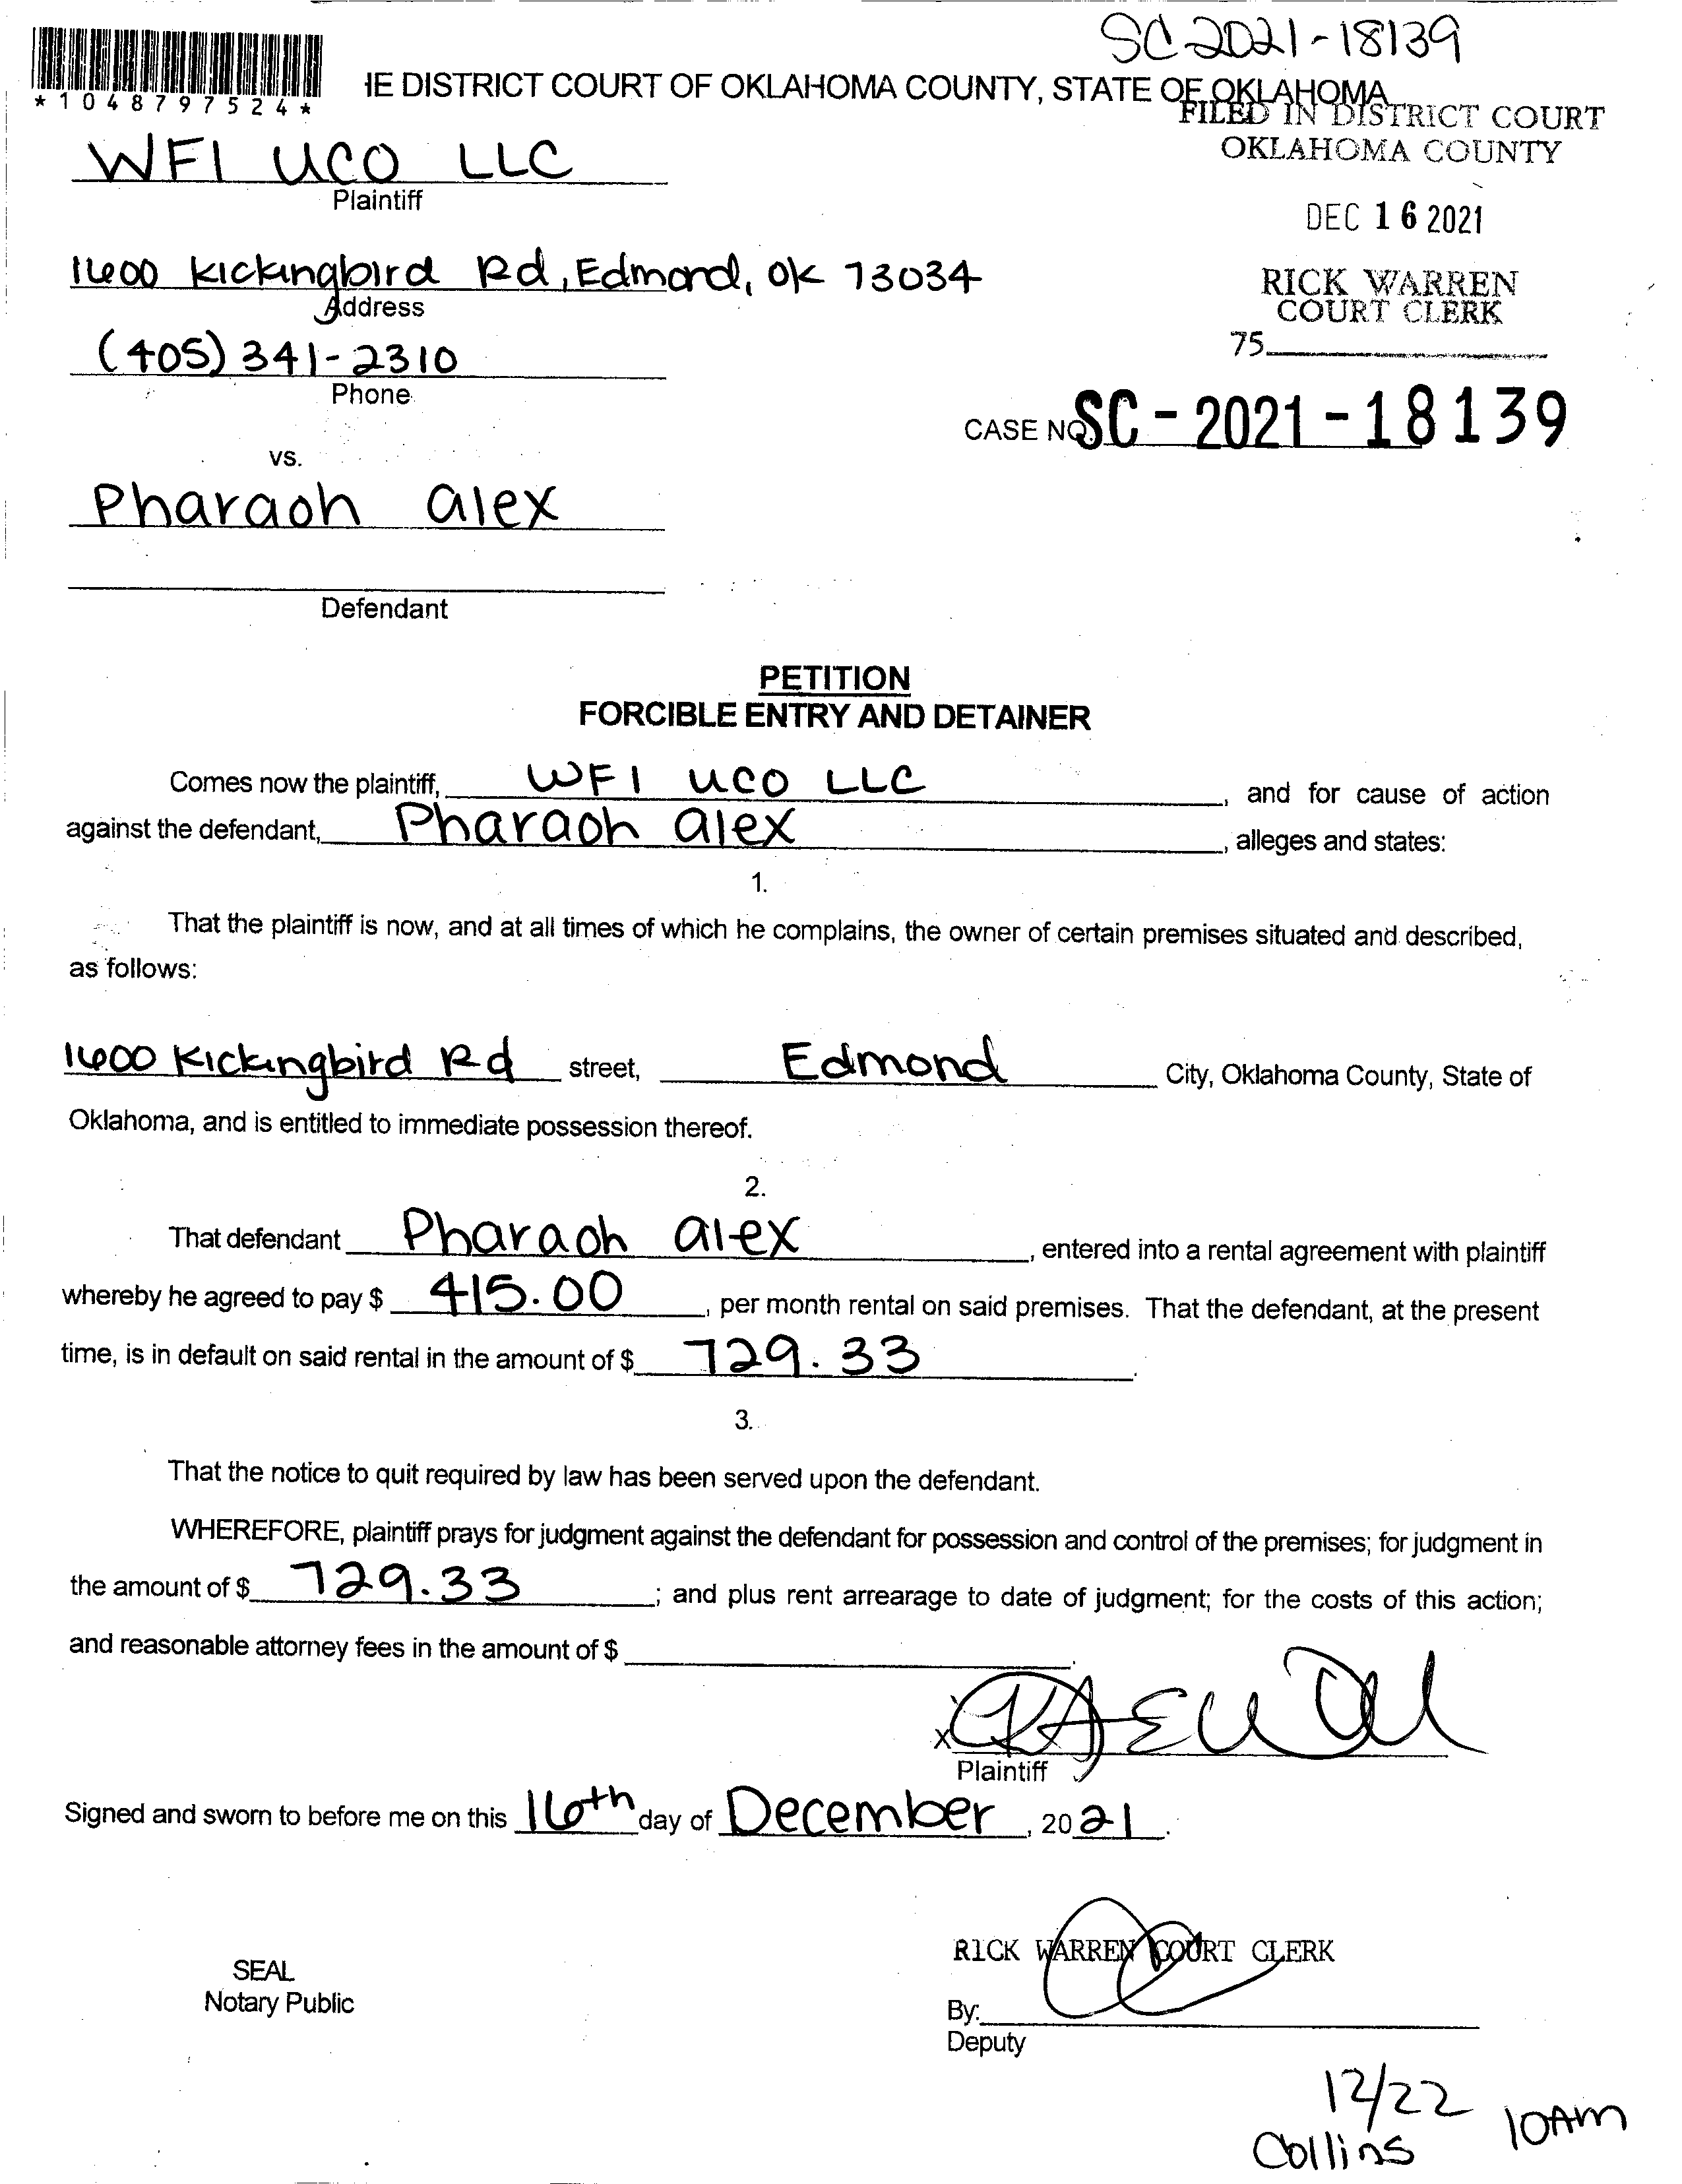 SC 2021-18139
*1048797524*
IE DISTRICT COURT OF OKLAHOMA COUNTY, STATE OF OKLAHOMA
FILED IN DISTRICT COURT
OKLAHOMA COUNTY
WFI UCO LLC
Plaintiff
DEC 16 2021
1600 Kickingbird Rd, Edmond, OK 73034
Address
RICK WARREN
COURT CLERK
75
(405) 341-2310
Phone
CASE NO. SC-2021-18139
vs.
Pharaoh alex
Defendant
PETITION
FORCIBLE ENTRY AND DETAINER
Comes now the plaintiff, WFI UCO LLC, and for cause of action
against the defendant, Pharaoh alex, alleges and states:
1.
That the plaintiff is now, and at all times of which he complains, the owner of certain premises situated and described,
as follows:
1600 Kickingbird Rd street, Edmond City, Oklahoma County, State of
Oklahoma, and is entitled to immediate possession thereof.
2.
That defendant Pharaoh alex, entered into a rental agreement with plaintiff
whereby he agreed to pay $ 415.00, per month rental on said premises. That the defendant, at the present
time, is in default on said rental in the amount of $ 729.33.
3.
That the notice to quit required by law has been served upon the defendant.
WHEREFORE, plaintiff prays for judgment against the defendant for possession and control of the premises; for judgment in
the amount of $ 729.33; and plus rent arrearage to date of judgment; for the costs of this action;
and reasonable attorney fees in the amount of $ .
X
Plaintiff
Signed and sworn to before me on this 16th day of December, 2021.
RICK WARREN COURT CLERK
SEAL
Notary Public
By:
Deputy
12/22 10AM
Collins